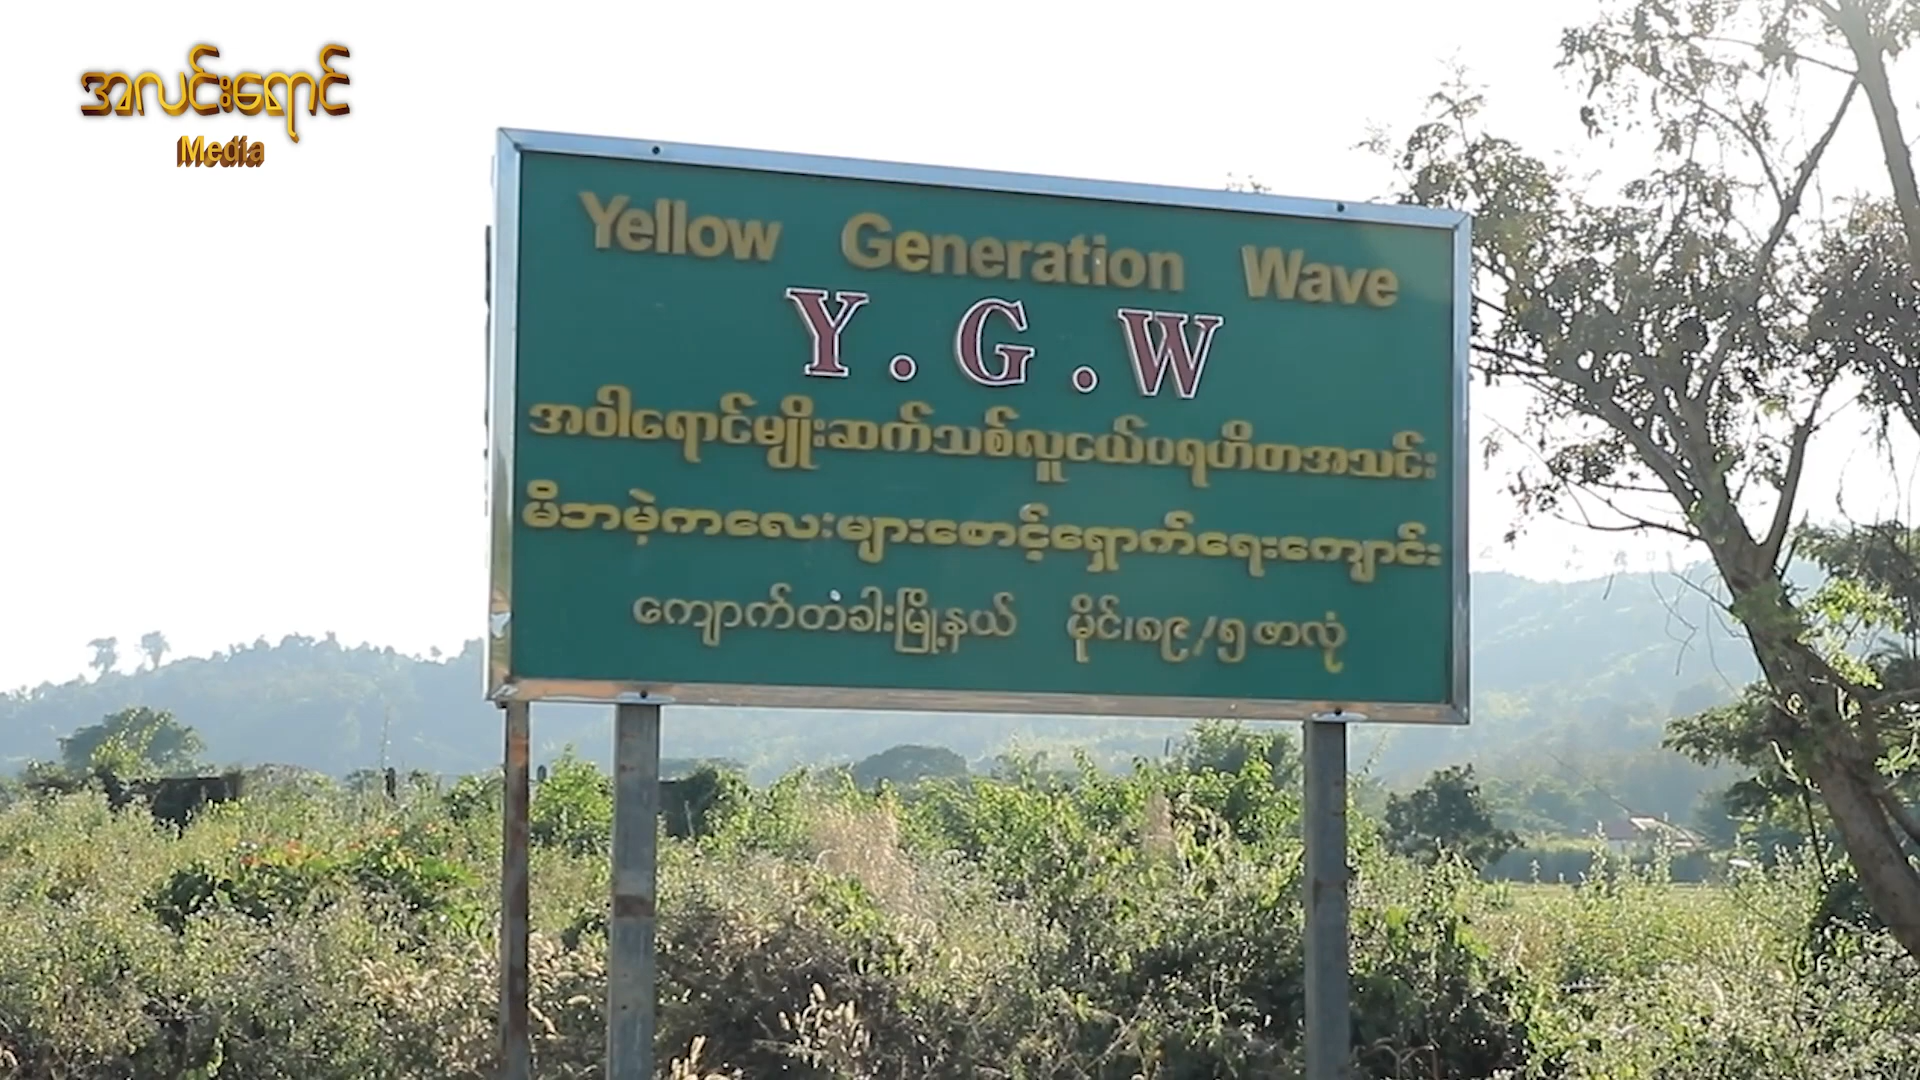 အလင်းရောင်
Media
Yellow Generation Wave
Y.G.W
အဝါရောင်မျိုးဆက်သစ်လူငယ်ပရဟိတအသင်း
မိဘမဲ့ကလေးများစောင့်ရှောက်ရေးကျောင်း
ကျောက်တံခါးမြို့နယ် မိုင်၊၈၉/၅ဖာလုံ